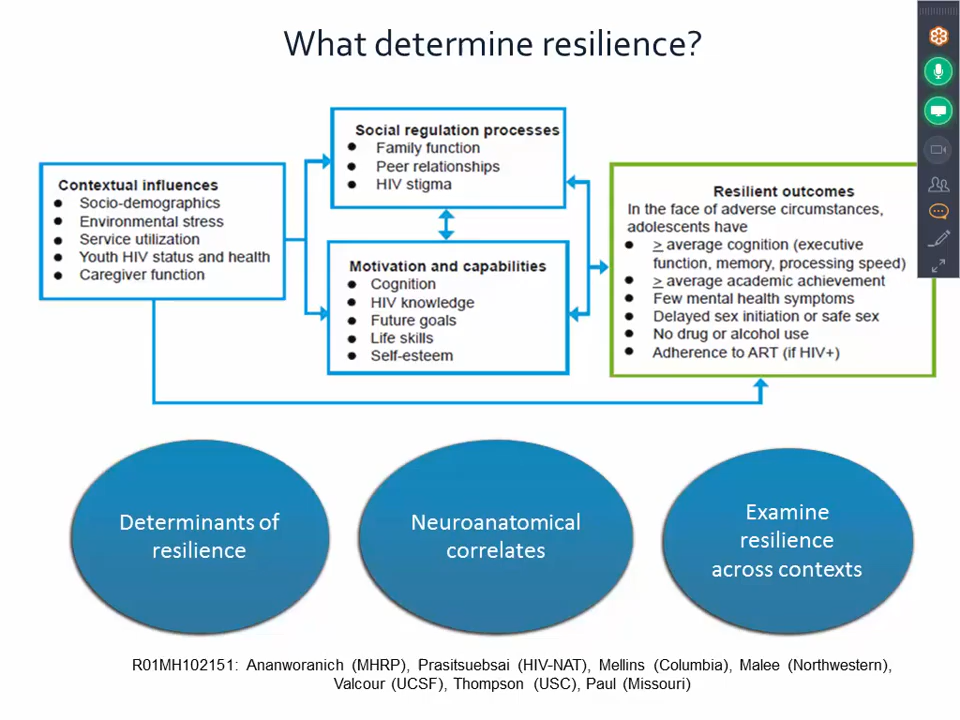 What determine resilience?
Social regulation processes
● Family function
● Peer relationships
● HIV stigma
Contextual influences
● Socio-demographics
● Environmental stress
● Service utilization
● Youth HIV status and health
● Caregiver function
Motivation and capabilities
● Cognition
● HIV knowledge
● Future goals
● Life skills
● Self-esteem
Resilient outcomes
In the face of adverse circumstances,
adolescents have
● ≥ average cognition (executive
function, memory, processing speed)
● ≥ average academic achievement
● Few mental health symptoms
● Delayed sex initiation or safe sex
● No drug or alcohol use
● Adherence to ART (if HIV+)
Determinants of
resilience
Neuroanatomical
correlates
Examine
resilience
across contexts
R01MH102151: Ananworanich (MHRP), Prasitsuebsai (HIV-NAT), Mellins (Columbia), Malee (Northwestern),
Valcour (UCSF), Thompson (USC), Paul (Missouri)